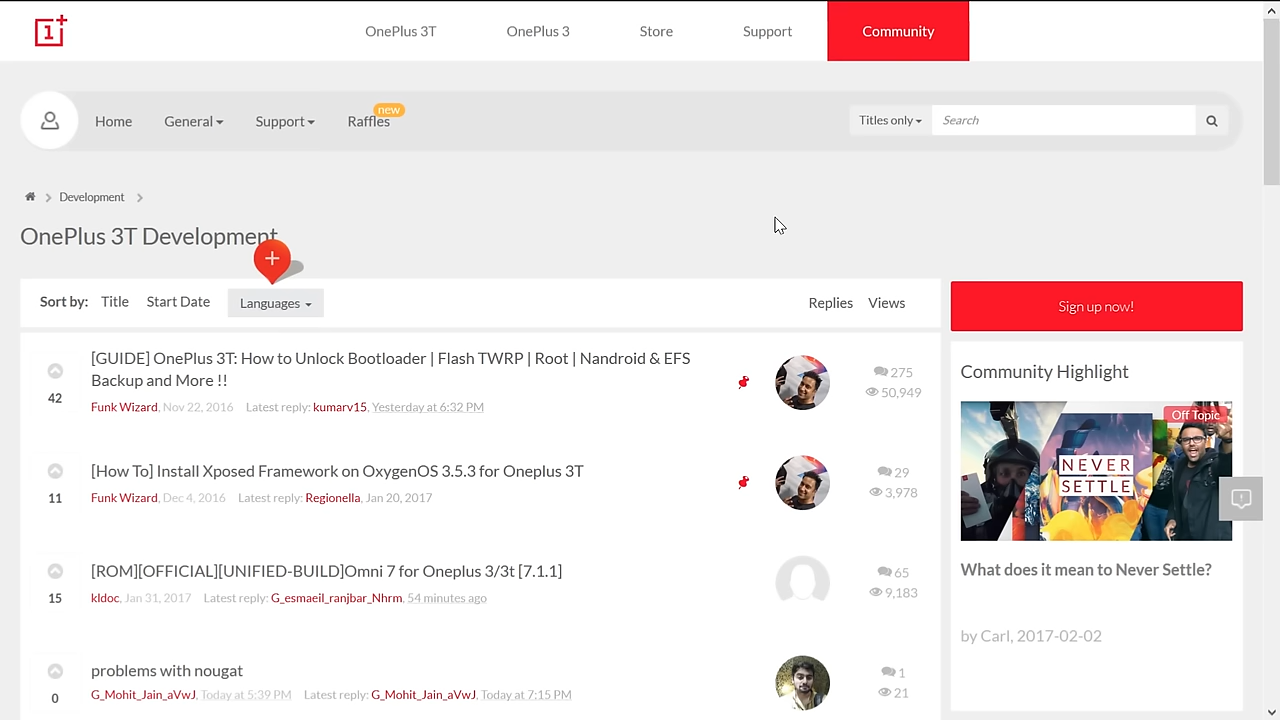 1+
OnePlus 3T
OnePlus 3
Store
Support
Community
Home
General
Support
Raffles
new
Titles only
Search
Development
OnePlus 3T Development
+
Sort by:
Title
Start Date
Languages
Replies
Views
[GUIDE] OnePlus 3T: How to Unlock Bootloader | Flash TWRP | Root | Nandroid & EFS
Backup and More !!
42
Funk Wizard, Nov 22, 2016 Latest reply: kumarv15, Yesterday at 6:32 PM
275
50,949
[How To] Install Xposed Framework on OxygenOS 3.5.3 for Oneplus 3T
11
Funk Wizard, Dec 4, 2016 Latest reply: Regionella, Jan 20, 2017
29
3,978
[ROM][OFFICIAL][UNIFIED-BUILD]Omni 7 for Oneplus 3/3t [7.1.1]
15
kldoc, Jan 31, 2017 Latest reply: G_esmaeil_ranjbar_Nhrm, 54 minutes ago
65
9,183
problems with nougat
0
G_Mohit_Jain_aVwJ, Today at 5:39 PM Latest reply: G_Mohit_Jain_aVwJ, Today at 7:15 PM
1
21
Sign up now!
Community Highlight
Off Topic
NEVER
SETTLE
What does it mean to Never Settle?
by Carl, 2017-02-02